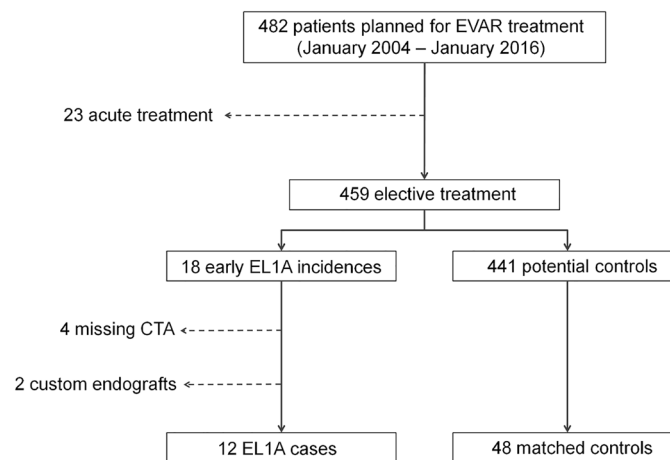 482 patients planned for EVAR treatment
(January 2004 – January 2016)
23 acute treatment
459 elective treatment
18 early EL1A incidences
441 potential controls
4 missing CTA
2 custom endografts
12 EL1A cases
48 matched controls